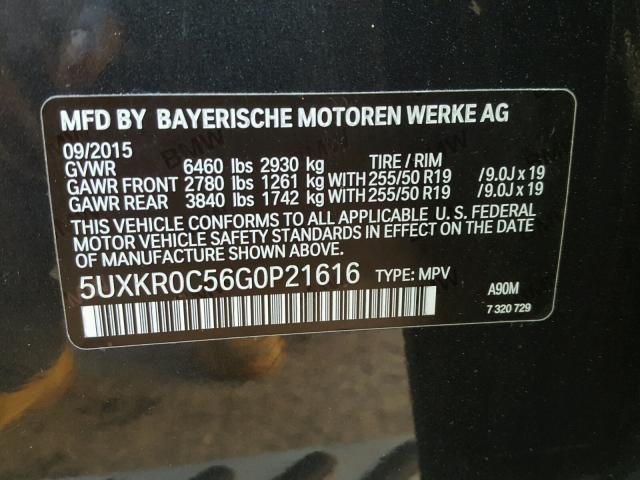 MFD BY BAYERISCHE MOTOREN WERKE AG
09/2015
GVWR 6460 lbs 2930 kg TIRE / RIM
GAWR FRONT 2780 lbs 1261 kg WITH 255/50 R19 /9.0J x 19
GAWR REAR 3840 lbs 1742 kg WITH 255/50 R19 /9.0J x 19
THIS VEHICLE CONFORMS TO ALL APPLICABLE U. S. FEDERAL
MOTOR VEHICLE SAFETY STANDARDS IN EFFECT ON THE DATE OF
MANUFACTURE SHOWN ABOVE.
5UXKR0C56G0P21616 TYPE: MPV
A90M
7 320 729